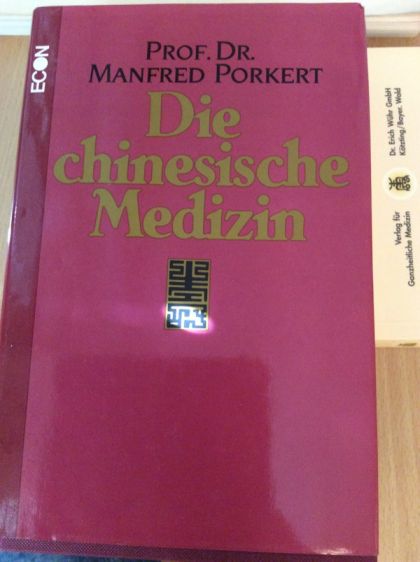 ECON
PROF. DR.
MANFRED PORKERT
Die
chinesische
Medizin
Verlag für
Ganzheitliche Medizin
Dr. Erich Wühr GmbH
Kötzting/Bayer. Wald